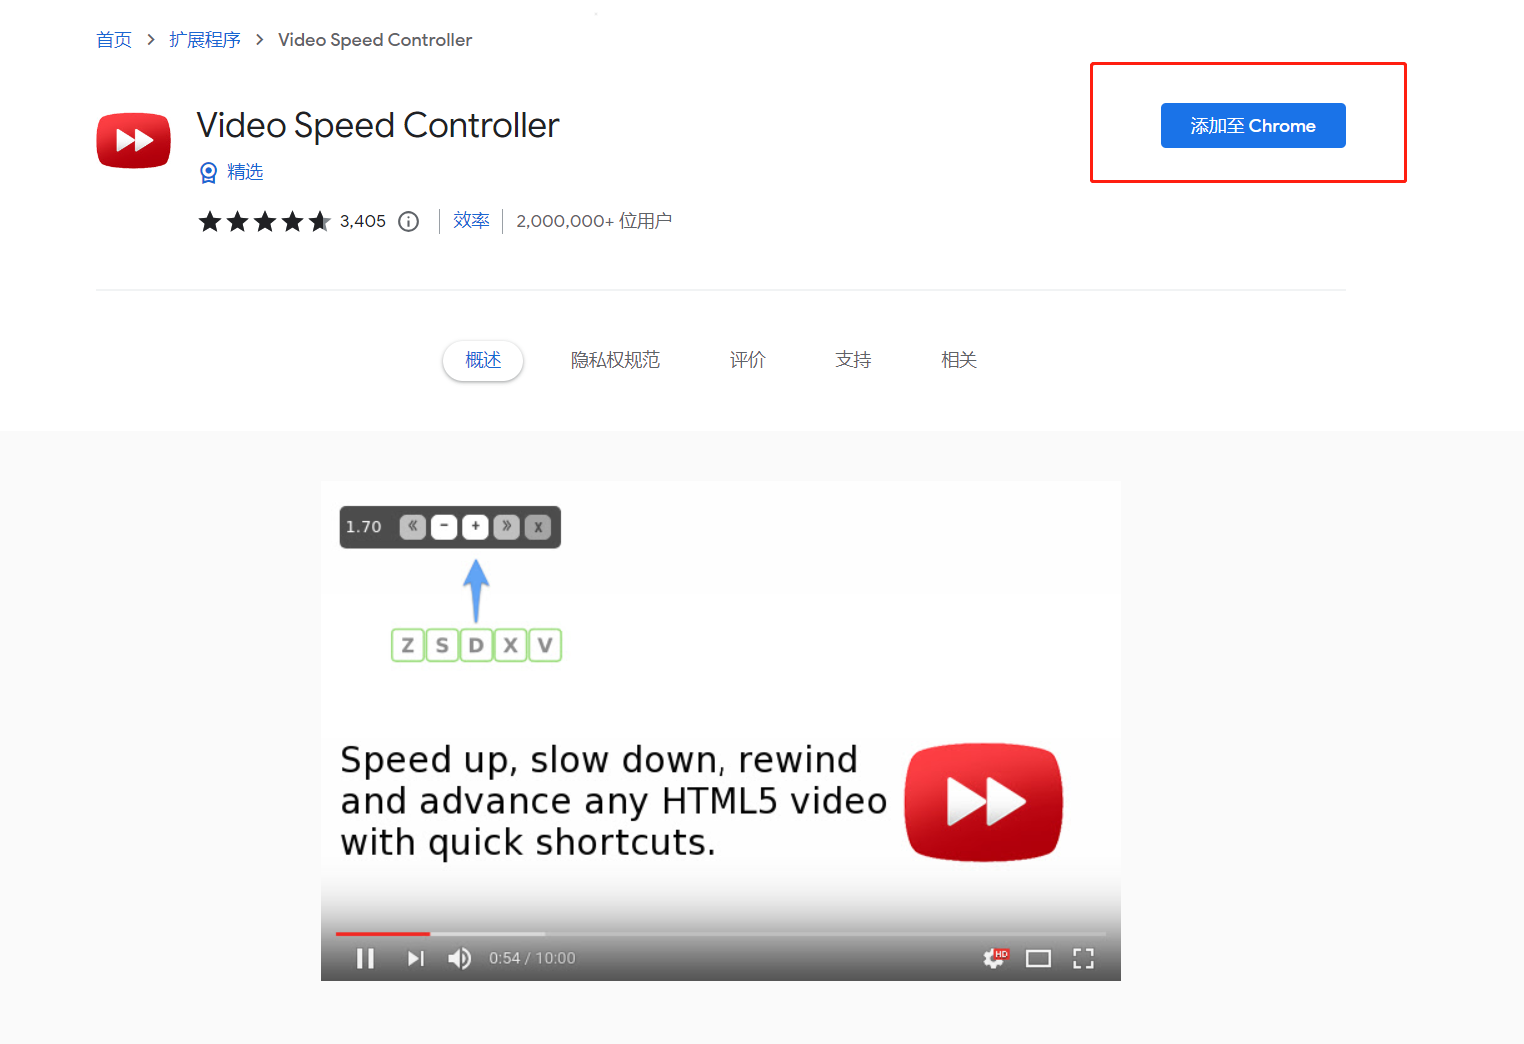 首页 > 扩展程序 > Video Speed Controller
Video Speed Controller
添加至 Chrome
精选
3,405 效率 2,000,000+ 位用户
概述 隐私权规范 评价 支持 相关
1.70 « - + » x
Z S D X V
Speed up, slow down, rewind
and advance any HTML5 video
with quick shortcuts.
0:54 / 10:00 HD